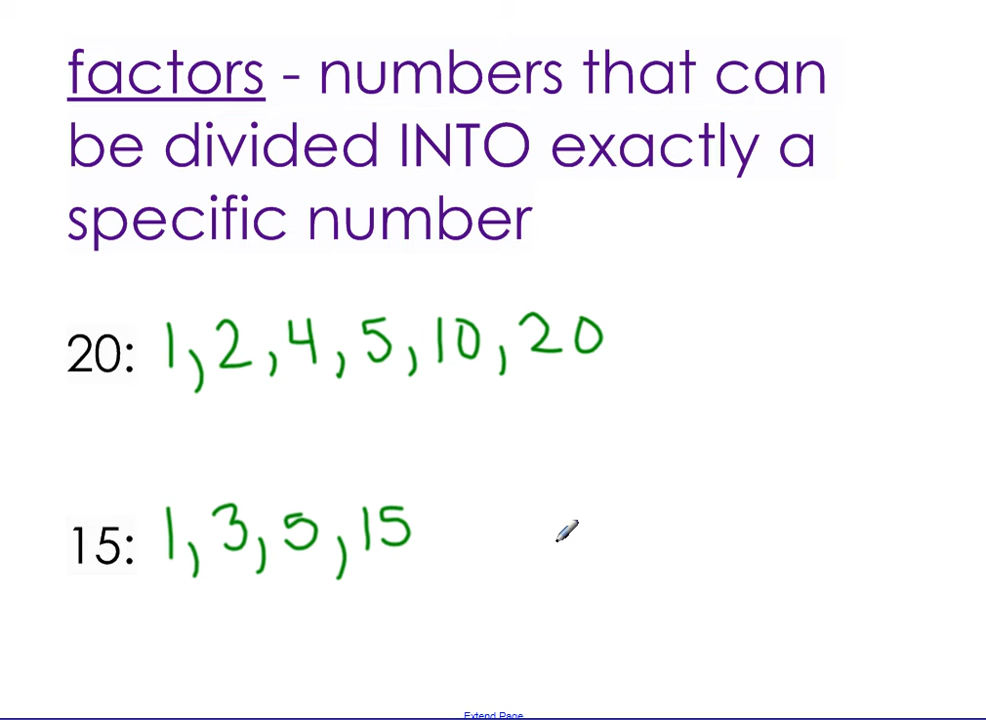 factors - numbers that can
be divided INTO exactly a
specific number
20: 1, 2, 4, 5, 10, 20
15: 1, 3, 5, 15
Extend Page